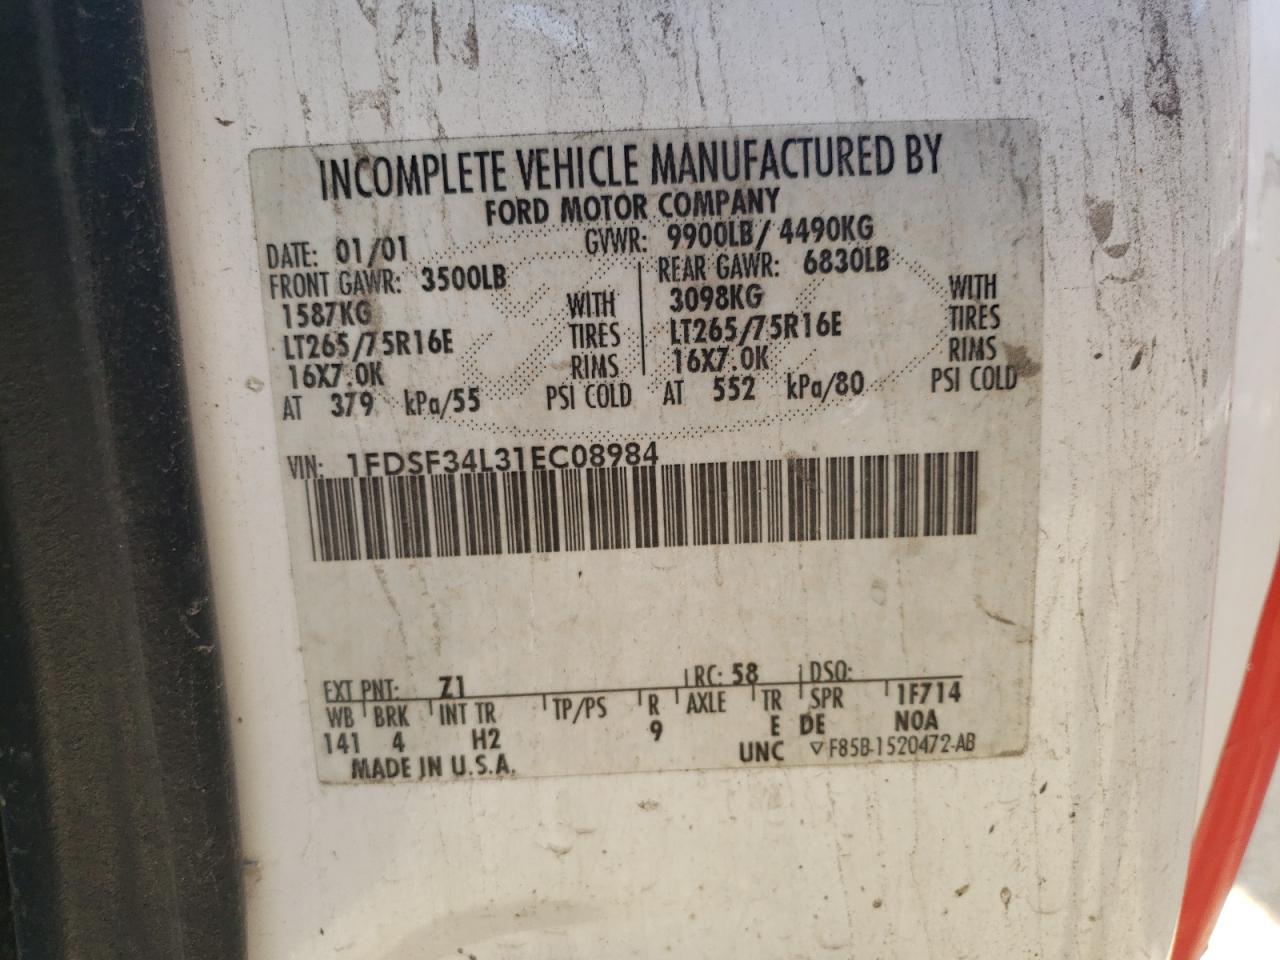 INCOMPLETE VEHICLE MANUFACTURED BY
FORD MOTOR COMPANY
DATE: 01/01 GVWR: 9900LB/ 4490KG
FRONT GAWR: 3500LB REAR GAWR: 6830LB
1587KG WITH 3098KG WITH
LT265/75R16E TIRES LT265/75R16E TIRES
16X7.0K RIMS 16X7.0K RIMS
AT 379 kPa/55 PSI COLD AT 552 kPa/80 PSI COLD
VIN: 1FDSF34L31EC08984
EXT PNT: Z1 RC: 58 DSO:
WB BRK INT TR TP/PS R AXLE TR SPR 1F714
141 4 H2 9 E DE N0A
MADE IN U.S.A. UNC ▽F85B-1520472-AB